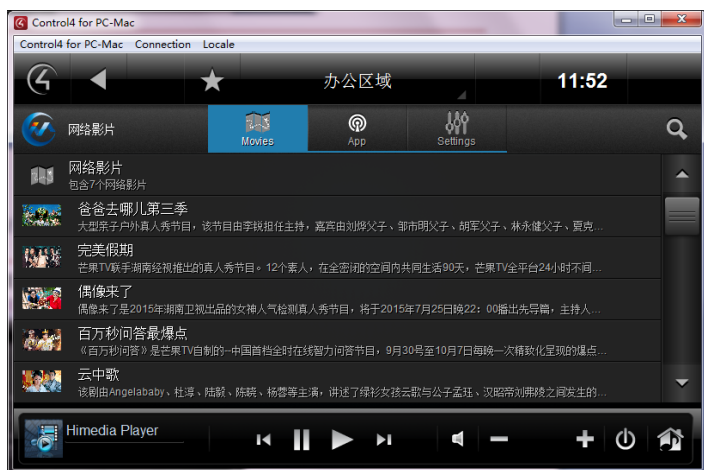 Control4 for PC-Mac
Control4 for PC-Mac Connection Locale
办公区域
11:52
网络影片
Movies
App
Settings
网络影片
包含7个网络影片
爸爸去哪儿第三季
大型亲子户外真人秀节目，该节目由李锐担任主持，嘉宾由刘烨父子、邹市明父子、胡军父子、林永健父子、夏克...
完美假期
芒果TV联手湖南经视推出的真人秀节目。12个素人，在全密闭的空间内共同生活90天，芒果TV全平台24小时不间...
偶像来了
偶像来了是2015年湖南卫视出品的女神人气检测真人秀节目，将于2015年7月25日晚22：00播出先导篇，主持人...
百万秒问答最爆点
《百万秒问答》是芒果TV自制的--中国首档全时在线智力问答节目，9月30号至10月7日每晚一次精致化呈现的爆点...
云中歌
该剧由Angelababy、杜淳、陆毅、陈晓、杨蓉等主演，讲述了绿衫女孩云歌与公子孟珏、汉昭帝刘弗陵之间发生的...
Himedia Player